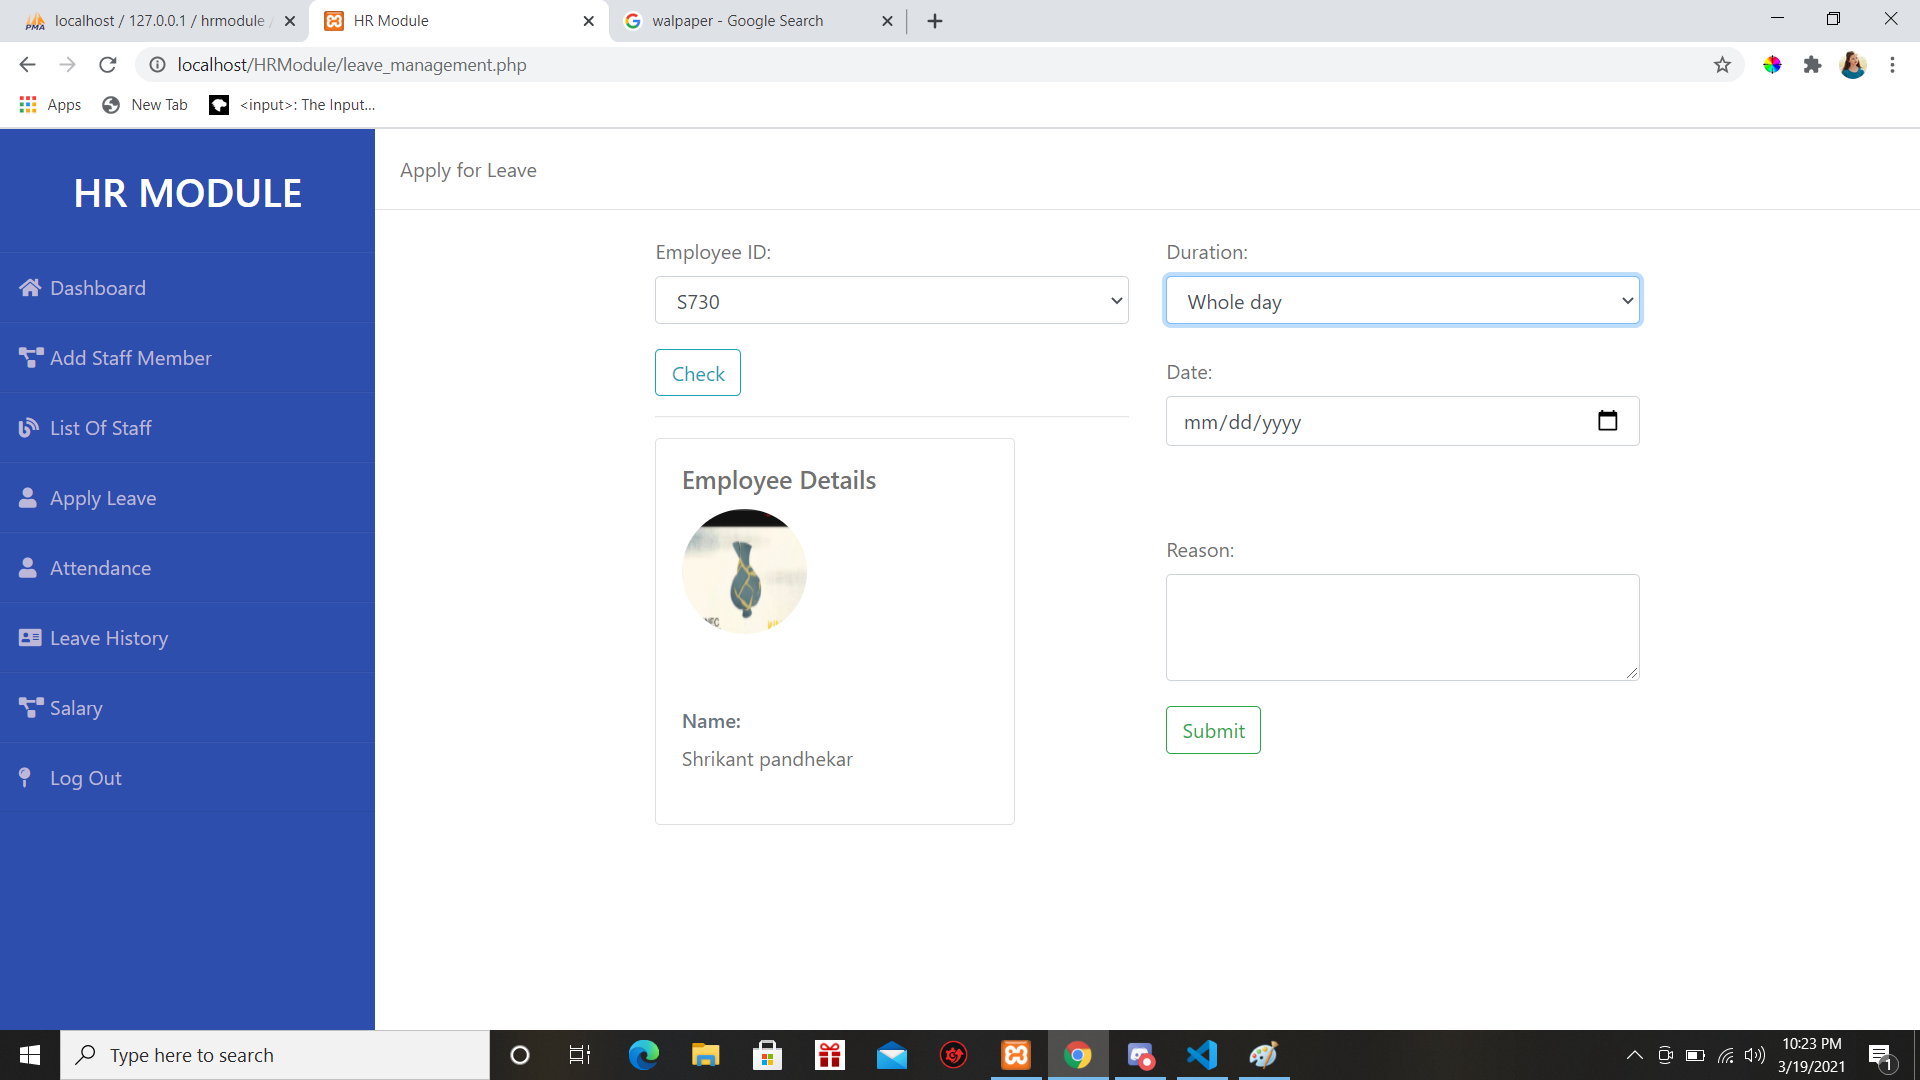 localhost / 127.0.0.1 / hrmodule /
HR Module
walpaper - Google Search
localhost/HRModule/leave_management.php
Apps
New Tab
<input>: The Input...
HR MODULE
Dashboard
Add Staff Member
List Of Staff
Apply Leave
Attendance
Leave History
Salary
Log Out
Apply for Leave
Employee ID:
S730
Check
Employee Details
Name:
Shrikant pandhekar
Duration:
Whole day
Date:
mm/dd/yyyy
Reason:
Submit
Type here to search
10:23 PM
3/19/2021
1